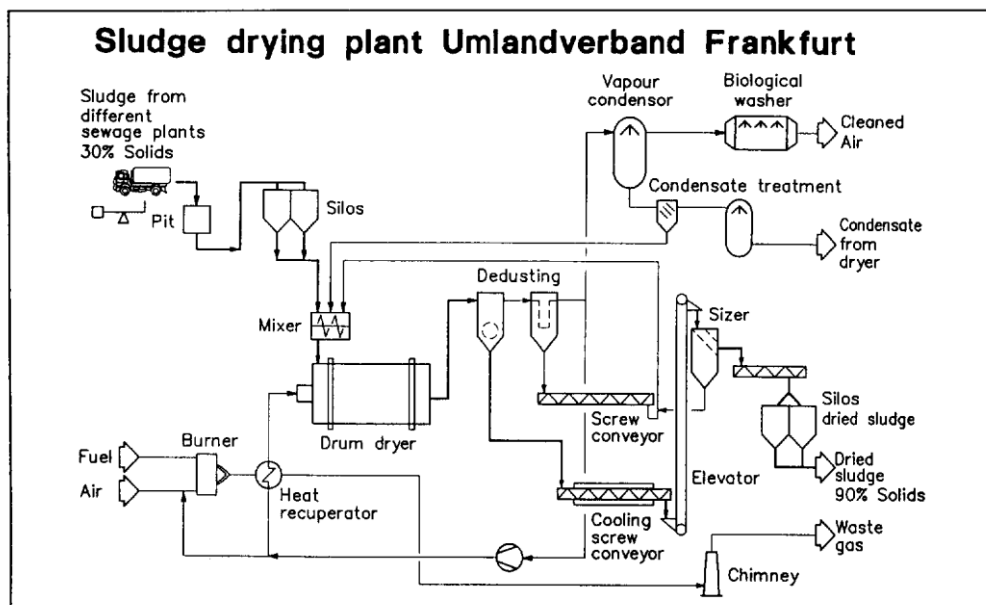 Sludge drying plant Umlandverband Frankfurt
Sludge from
different
sewage plants
30% Solids
Pit
Silos
Vapour
condensor
Biological
washer
Cleaned
Air
Condensate treatment
Condensate
from
dryer
Dedusting
Mixer
Sizer
Drum dryer
Screw
conveyor
Silos
dried sludge
Burner
Fuel
Air
Heat
recuperator
Elevator
Dried
sludge
90% Solids
Cooling
screw
conveyor
Waste
gas
Chimney